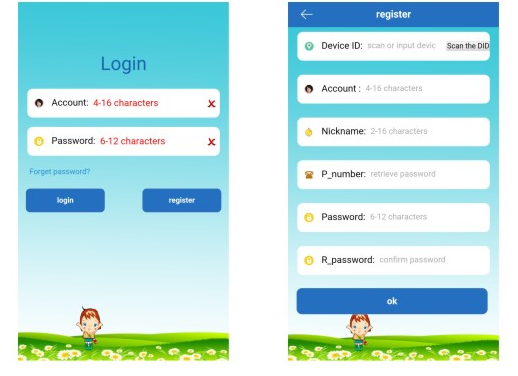 Login
Account: 4-16 characters X
Password: 6-12 characters X
Forget password?
login register
register
Device ID: scan or input devic Scan the DID
Account : 4-16 characters
Nickname: 2-16 characters
P_number: retrieve password
Password: 6-12 characters
R_password: confirm password
ok